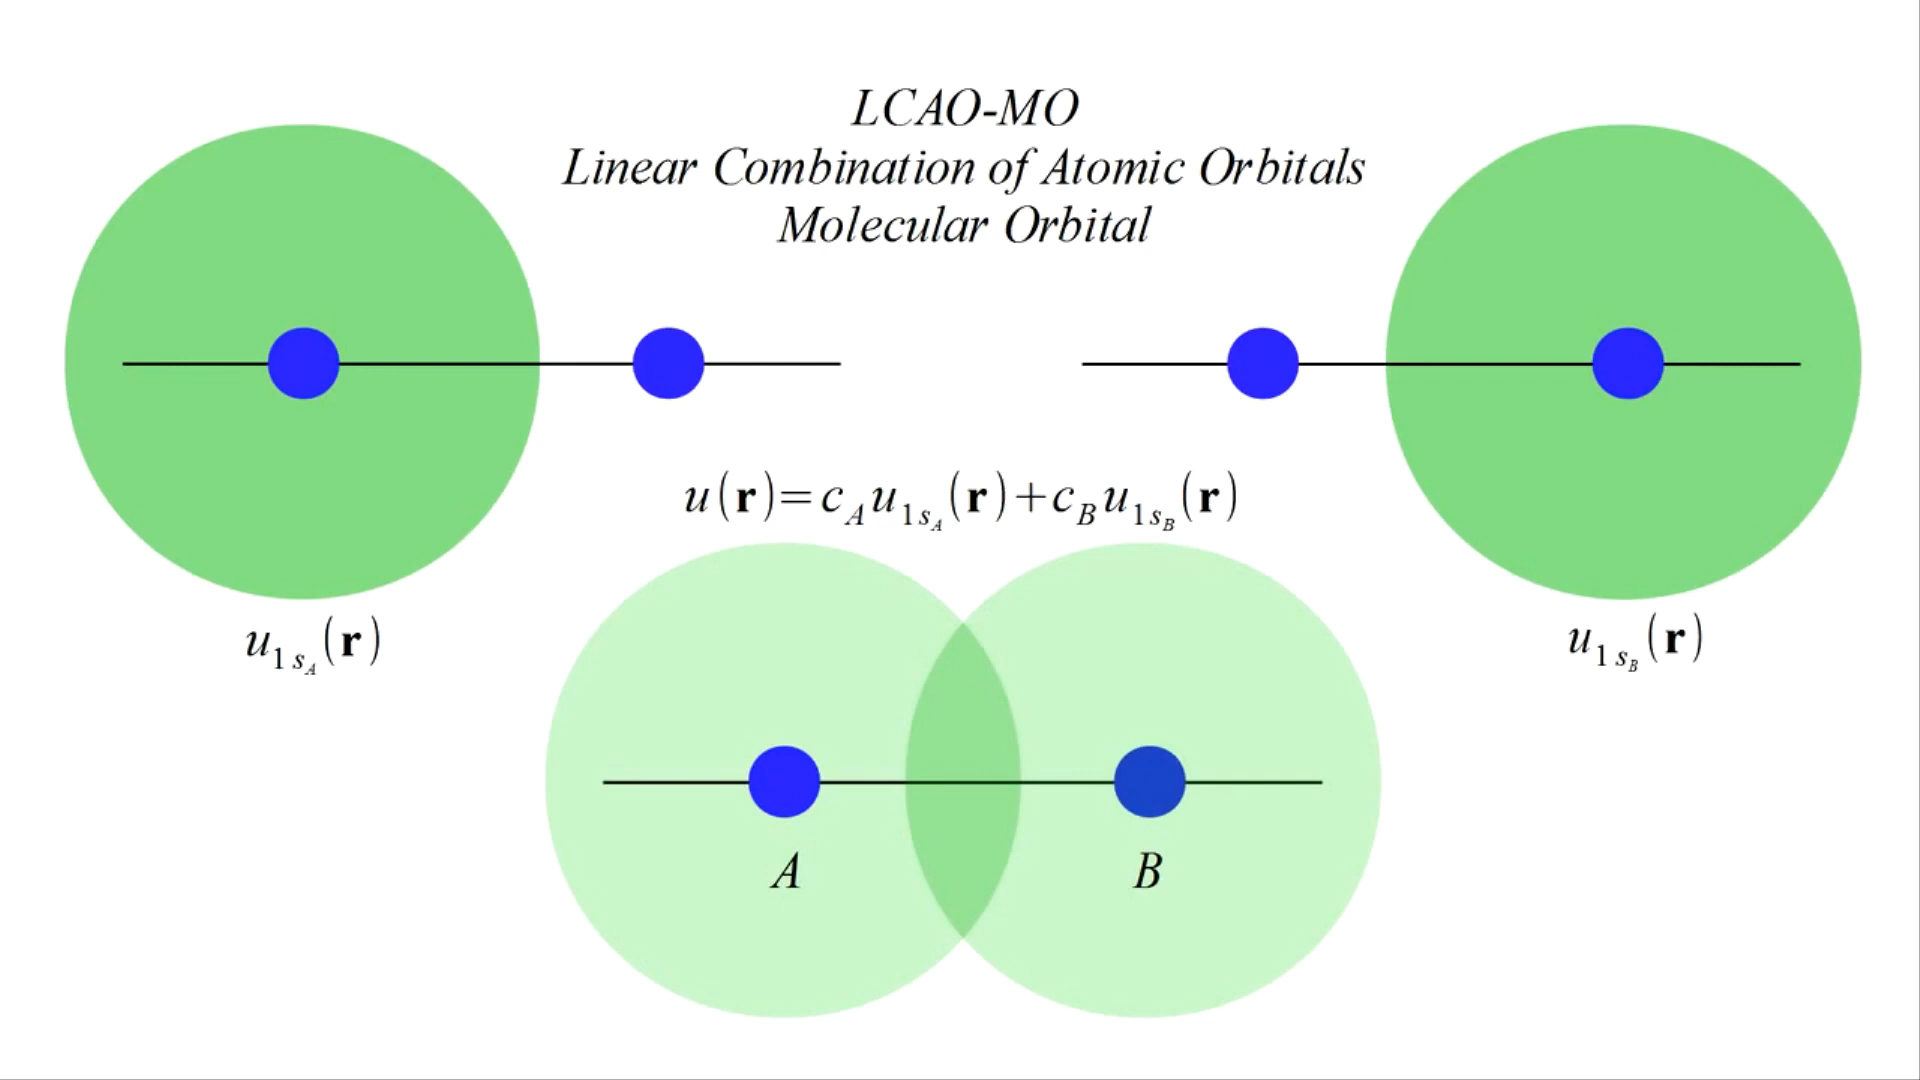 LCAO-MO
Linear Combination of Atomic Orbitals
Molecular Orbital
u(r)=c_A u_{1s_A}(r)+c_B u_{1s_B}(r)
u_{1s_A}(r)
u_{1s_B}(r)
A
B